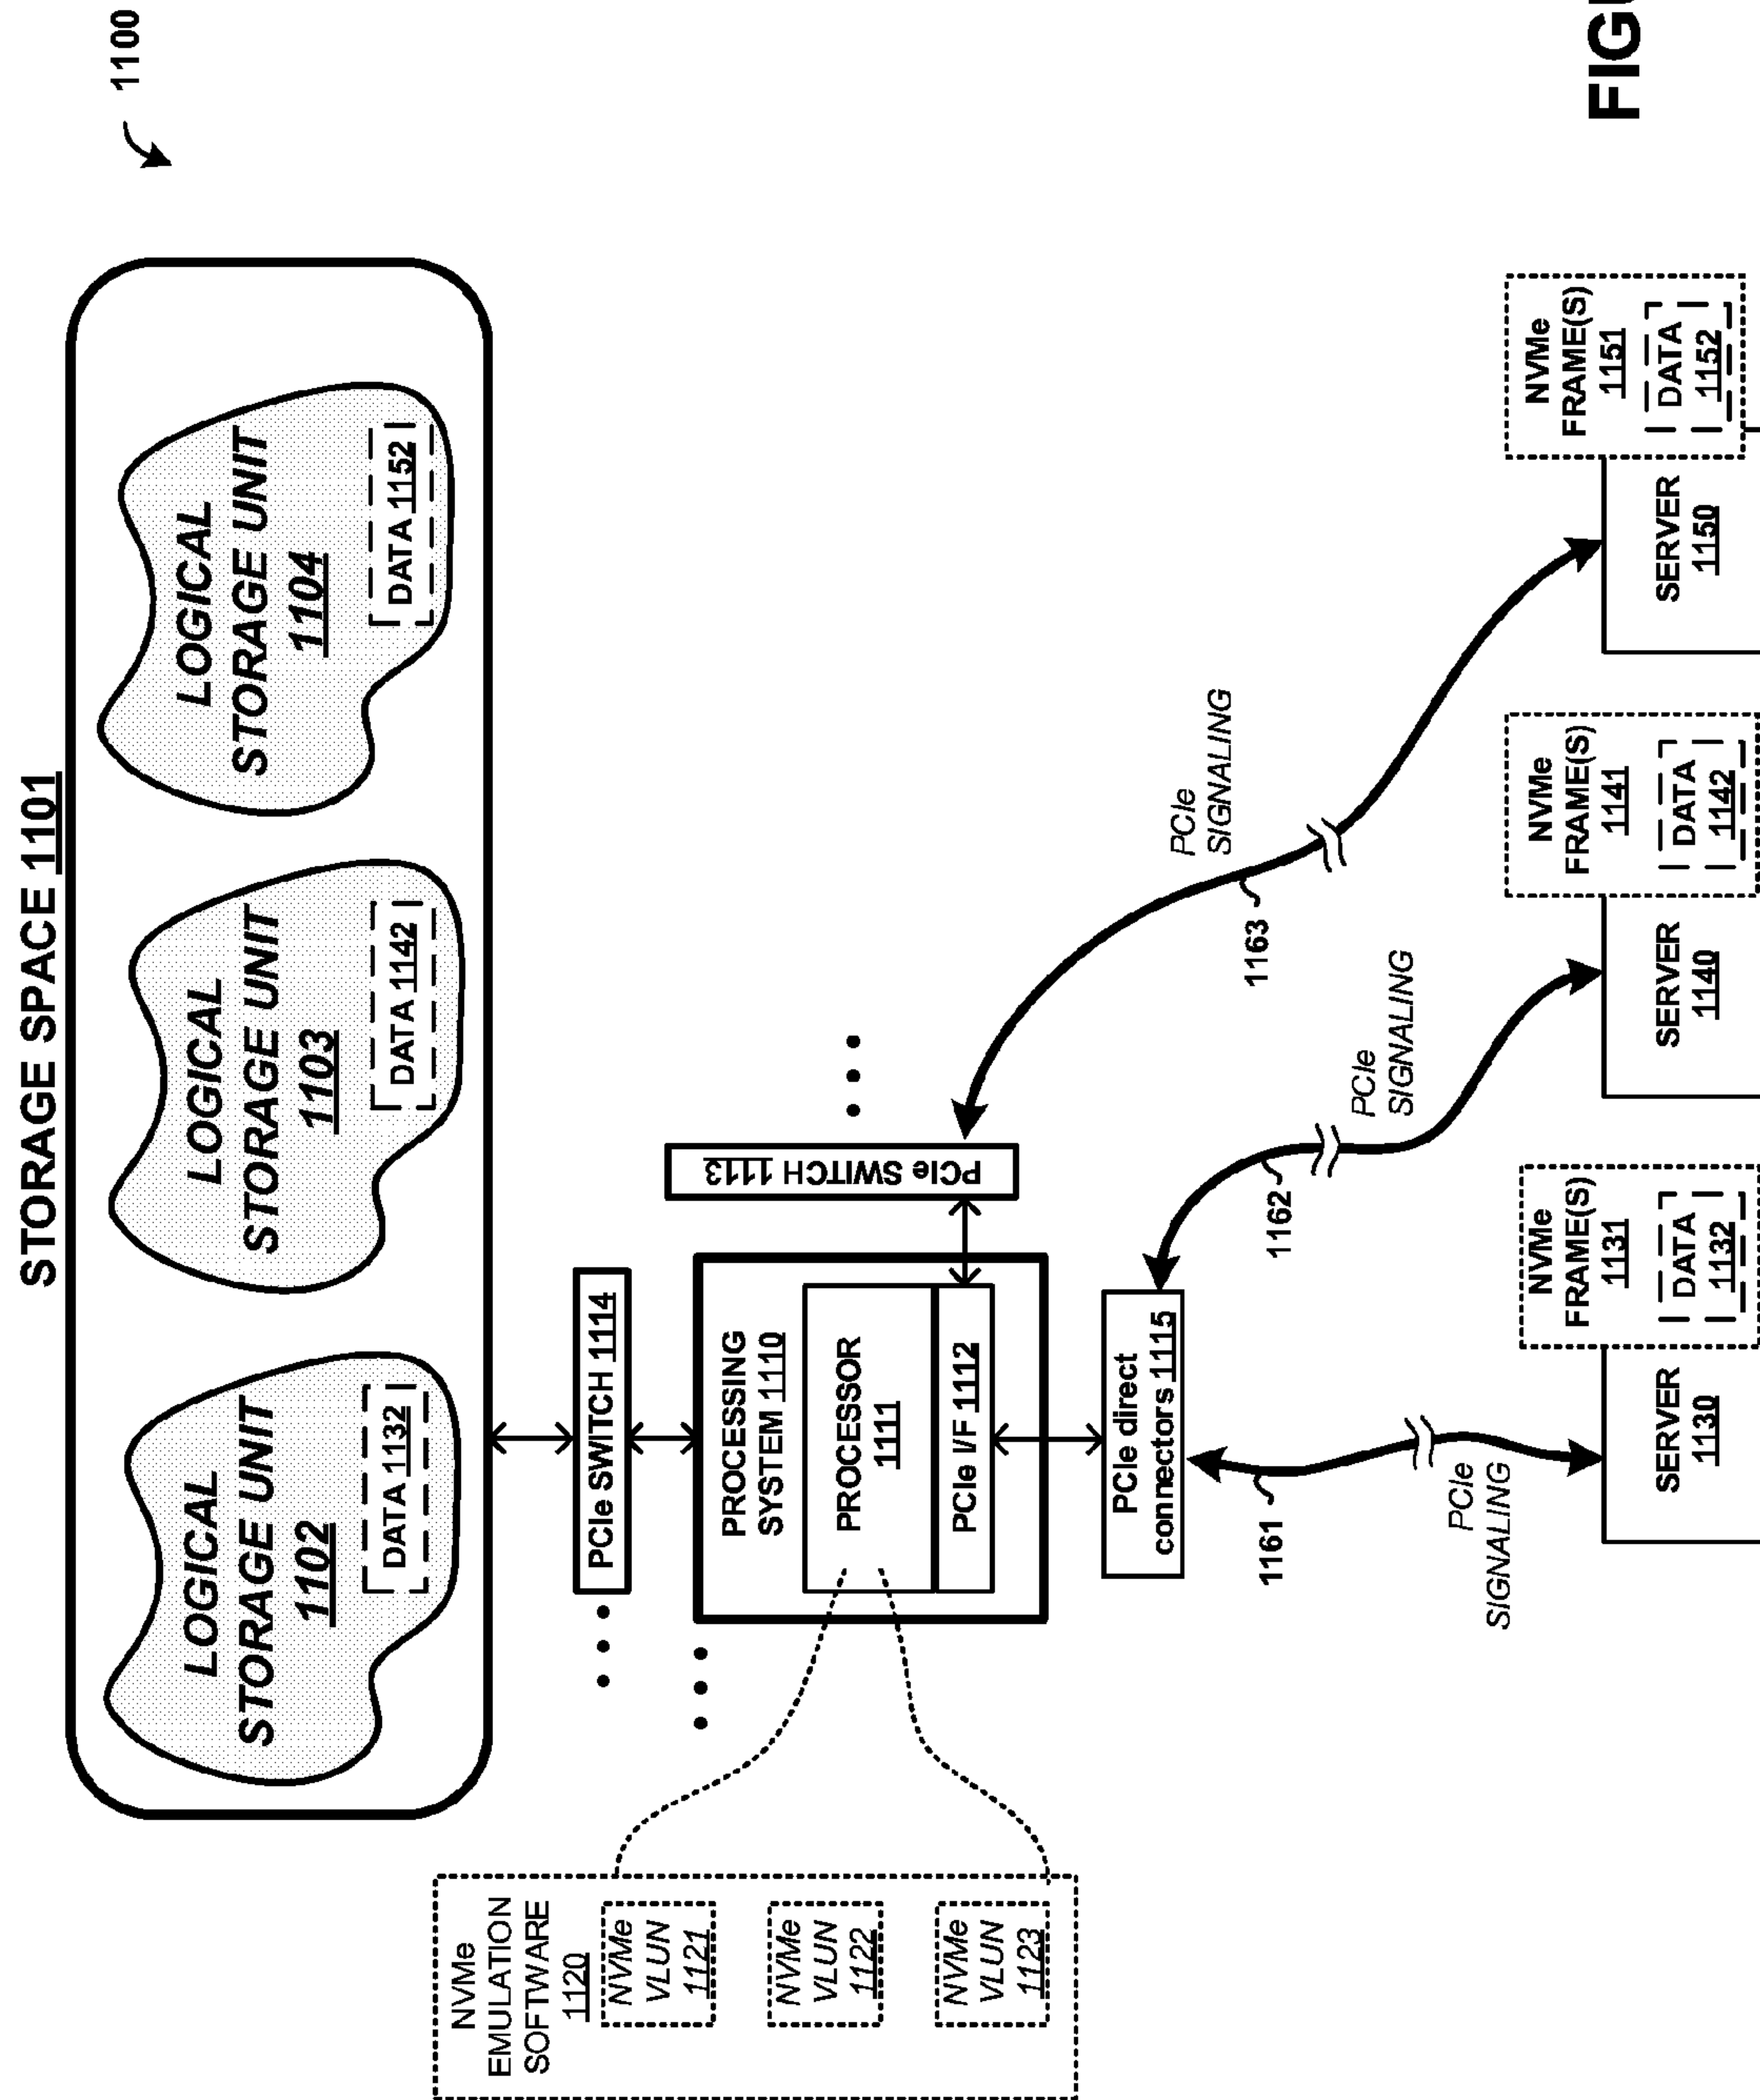 1100
STORAGE SPACE 1101
LOGICAL
STORAGE UNIT
1102
DATA 1132
LOGICAL
STORAGE UNIT
1103
DATA 1142
LOGICAL
STORAGE UNIT
1104
DATA 1152
PCIe SWITCH 1114
PROCESSING
SYSTEM 1110
PROCESSOR
1111
PCIe I/F 1112
PCIe SWITCH 1113
NVMe
EMULATION
SOFTWARE
1120
NVMe
VLUN
1121
NVMe
VLUN
1122
NVMe
VLUN
1123
PCIe direct
connectors 1115
1161
PCIe
SIGNALING
1162
PCIe
SIGNALING
1163
PCIe
SIGNALING
SERVER
1130
NVMe
FRAME(S)
1131
DATA
1132
SERVER
1140
NVMe
FRAME(S)
1141
DATA
1142
SERVER
1150
NVMe
FRAME(S)
1151
DATA
1152